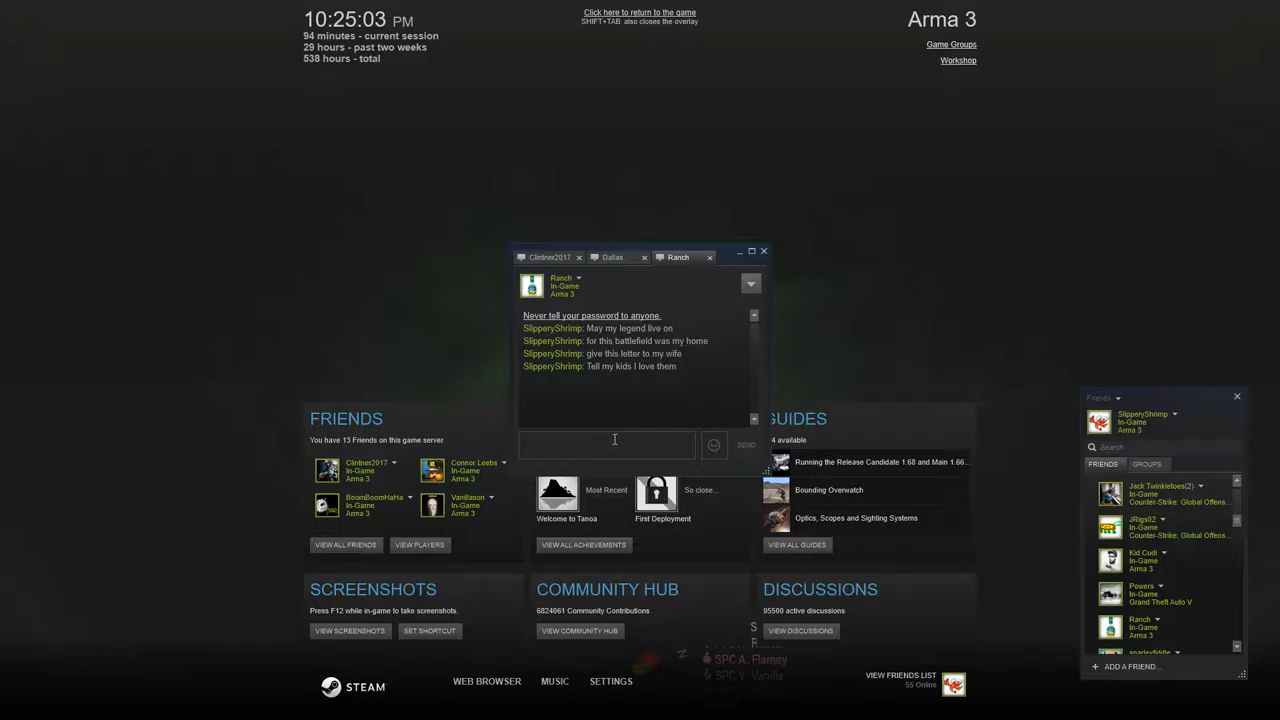 10:25:03 PM
94 minutes - current session
29 hours - past two weeks
538 hours - total
Click here to return to the game
SHIFT+TAB also closes the overlay
Arma 3
Game Groups
Workshop
Clintner2017
Dallas
Ranch
Ranch
In-Game
Arma 3
Never tell your password to anyone.
SlipperyShrimp: May my legend live on
SlipperyShrimp: for this battlefield was my home
SlipperyShrimp: give this letter to my wife
SlipperyShrimp: Tell my kids I love them
SEND
FRIENDS
You have 13 Friends on this game server
Clintner2017
In-Game
Arma 3
Connor Leebs
In-Game
Arma 3
BoomBoomHaHa
In-Game
Arma 3
Vanillason
In-Game
Arma 3
VIEW ALL FRIENDS
VIEW PLAYERS
Most Recent
Welcome to Tanoa
So close...
First Deployment
VIEW ALL ACHIEVEMENTS
GUIDES
4 available
Running the Release Candidate 1.68 and Main 1.66...
Bounding Overwatch
Optics, Scopes and Sighting Systems
VIEW ALL GUIDES
SCREENSHOTS
Press F12 while in-game to take screenshots.
VIEW SCREENSHOTS
SET SHORTCUT
COMMUNITY HUB
6824061 Community Contributions
VIEW COMMUNITY HUB
DISCUSSIONS
95500 active discussions
VIEW DISCUSSIONS
SPC A. Flamey
SPC v. Vanilla
STEAM
WEB BROWSER
MUSIC
SETTINGS
VIEW FRIENDS LIST
55 Online
Friends
SlipperyShrimp
In-Game
Arma 3
Search
FRIENDS
GROUPS
Jack Twinkletoes(2)
In-Game
Counter-Strike: Global Offens...
JRigs02
In-Game
Counter-Strike: Global Offens...
Kid Cudi
In-Game
Arma 3
Powers
In-Game
Grand Theft Auto V
Ranch
In-Game
Arma 3
+ ADD A FRIEND...